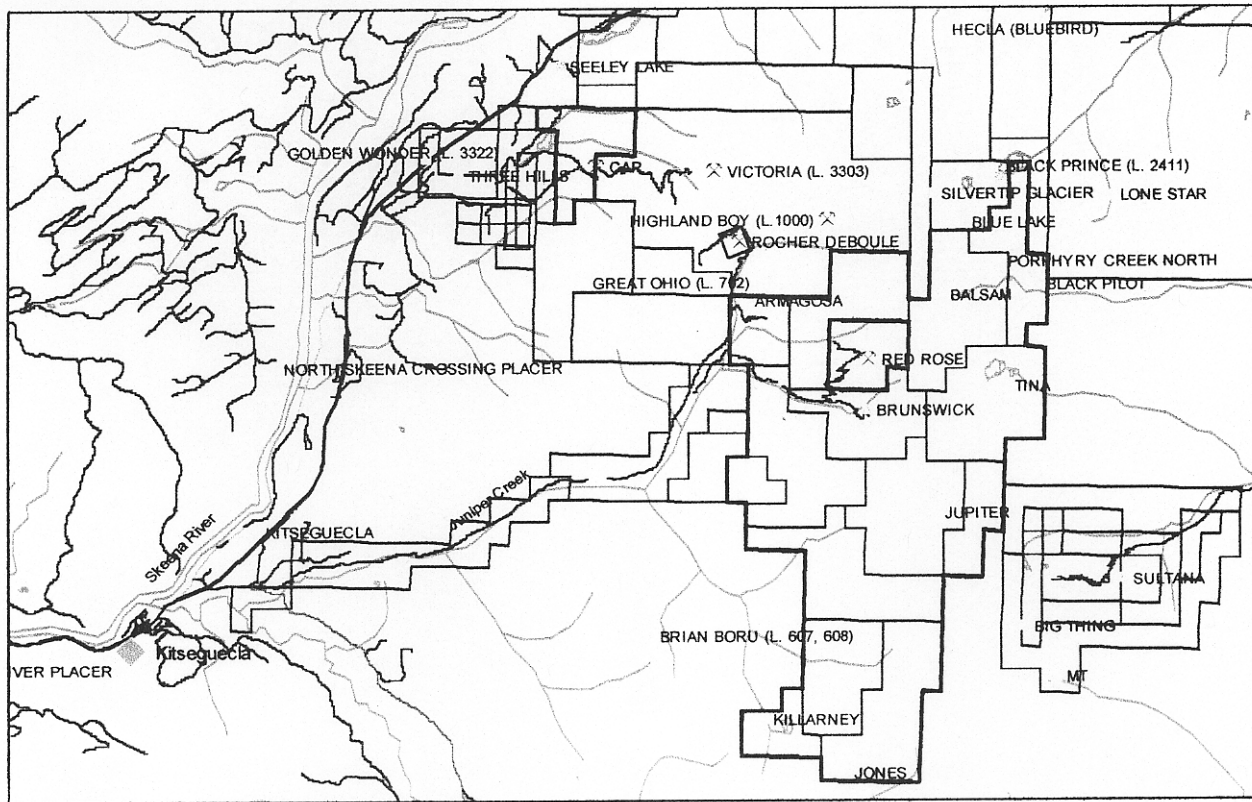 HECLA (BLUEBIRD)
SEELEY LAKE
GOLDEN WONDER (L. 3322)
THREE HILLS
CAP
VICTORIA (L. 3303)
BLACK PRINCE (L. 2411)
SILVERTIP GLACIER
LONE STAR
HIGHLAND BOY (L. 1000)
BLUE LAKE
ROCHER DEBOULE
PORPHYRY CREEK NORTH
GREAT OHIO (L. 762)
BLACK PILOT
BALSAM
ARMAGOSA
RED ROSE
NORTH SKEENA CROSSING PLACER
TINA
BRUNSWICK
Juniper Creek
JUPITER
KITSEGUECLA
Skeena River
SULTANA
BIG THING
BRIAN BORU (L. 607, 608)
Kitseguecla
IVER PLACER
MT
KILLARNEY
JONES